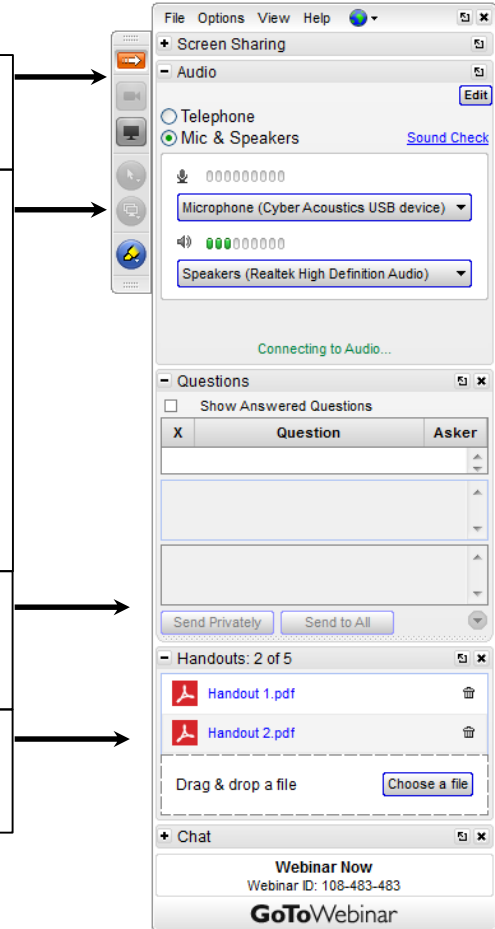 File Options View Help
Screen Sharing
Audio
Edit
Telephone
Mic & Speakers Sound Check
Microphone (Cyber Acoustics USB device)
Speakers (Realtek High Definition Audio)
Connecting to Audio...
Questions
Show Answered Questions
X Question Asker
Send Privately Send to All
Handouts: 2 of 5
Handout 1.pdf
Handout 2.pdf
Drag & drop a file Choose a file
Chat
Webinar Now
Webinar ID: 108-483-483
GoToWebinar